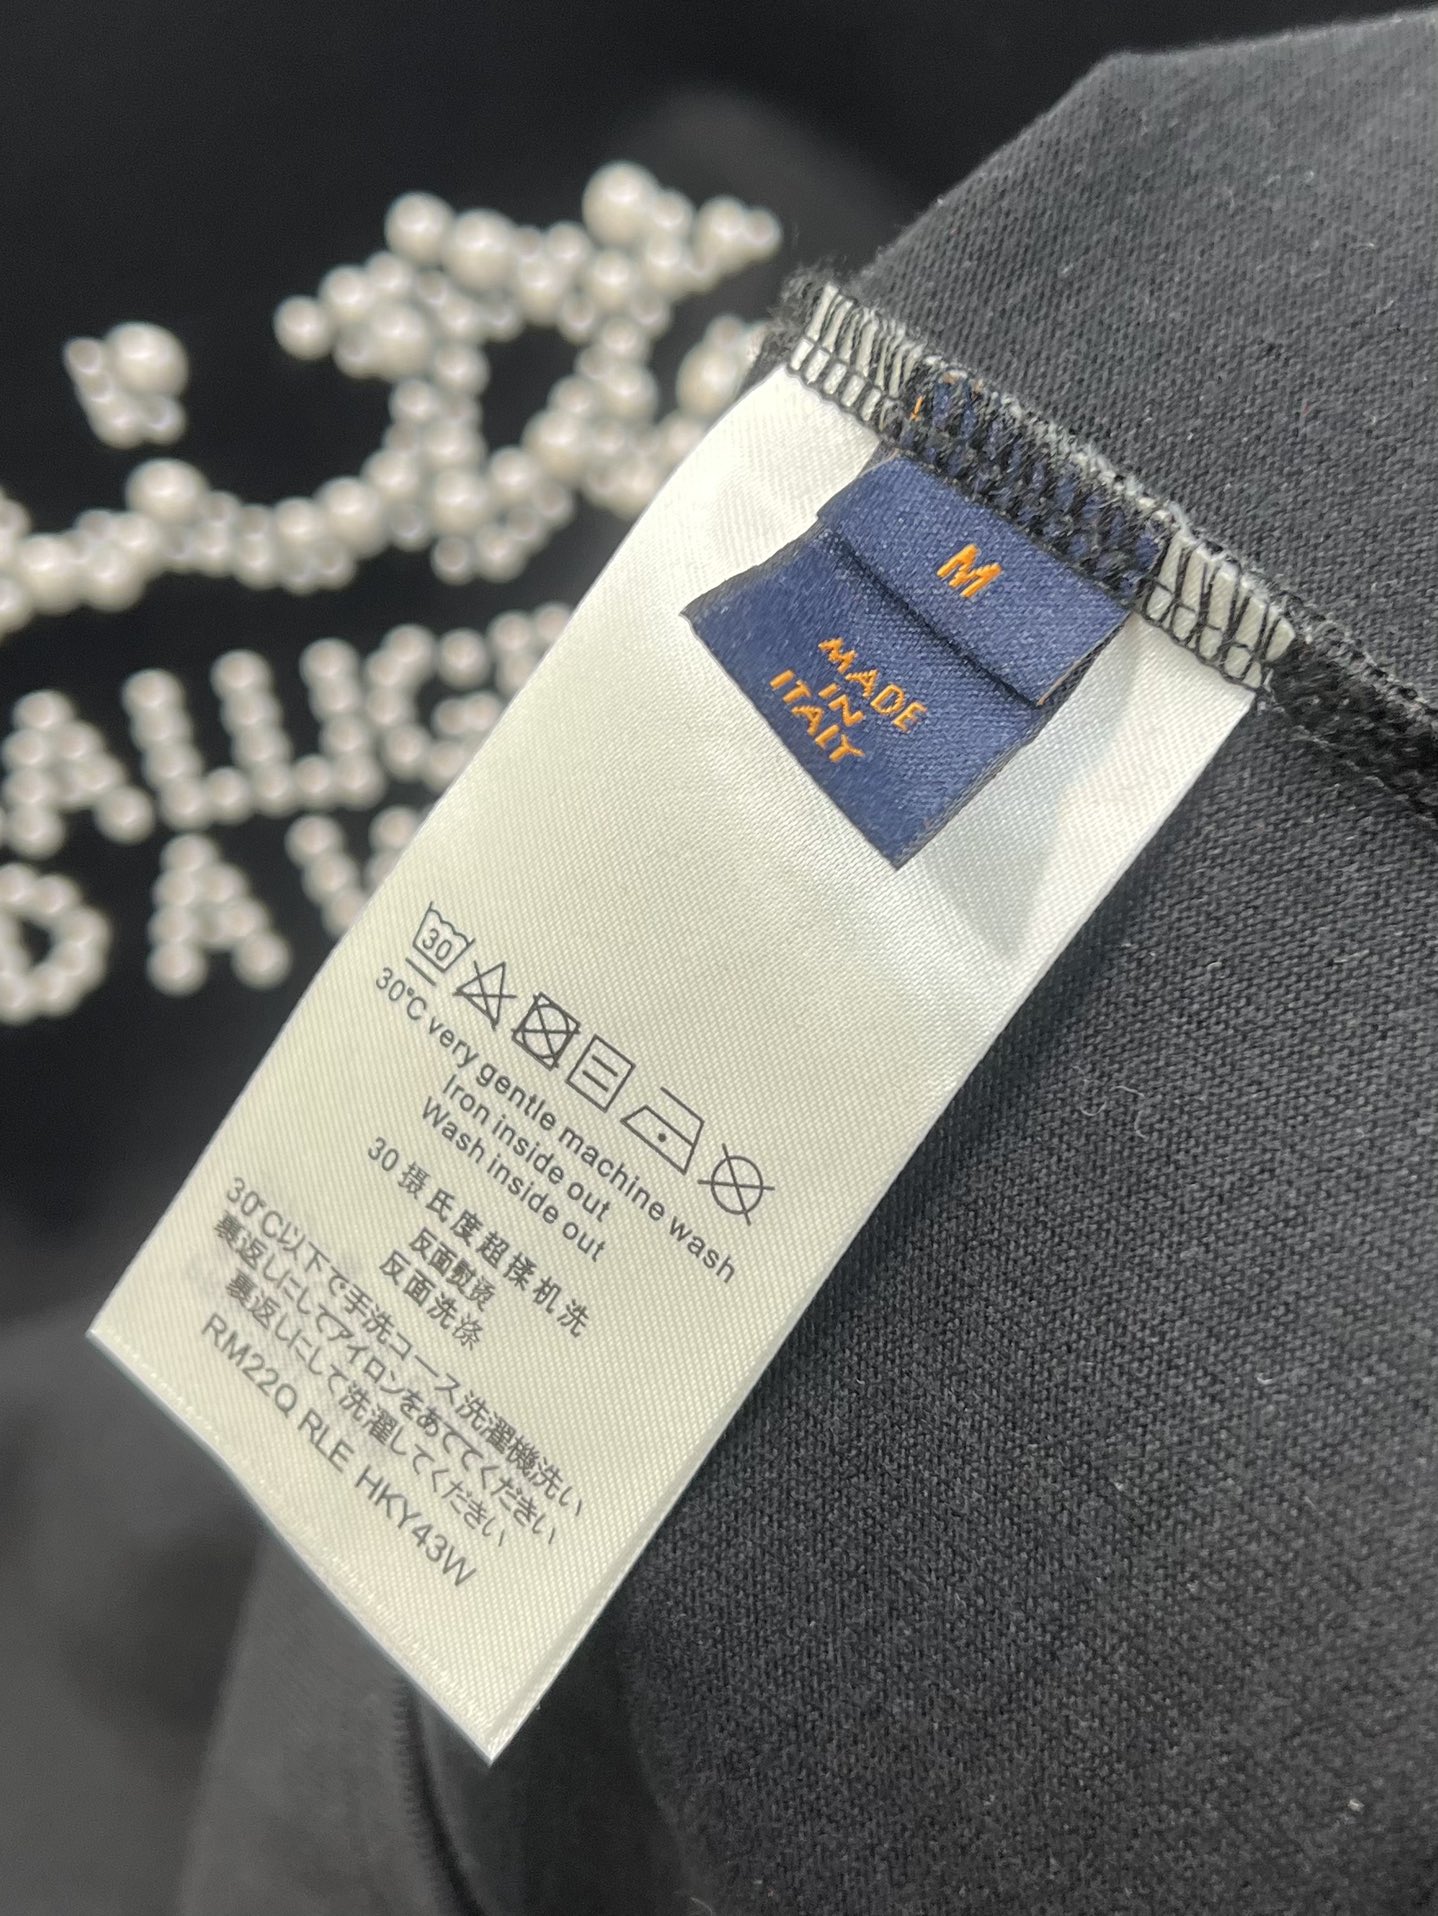 M
MADE
IN
ITALY
30
30°C very gentle machine wash
Iron inside out
Wash inside out
30 摄氏度超揉机洗
反面熨烫
反面洗涤
30℃以下で手洗コース洗濯機洗い
裏返しにしてアイロンをあててください
裏返しにして洗濯してください
RM22Q RLE HKY43W